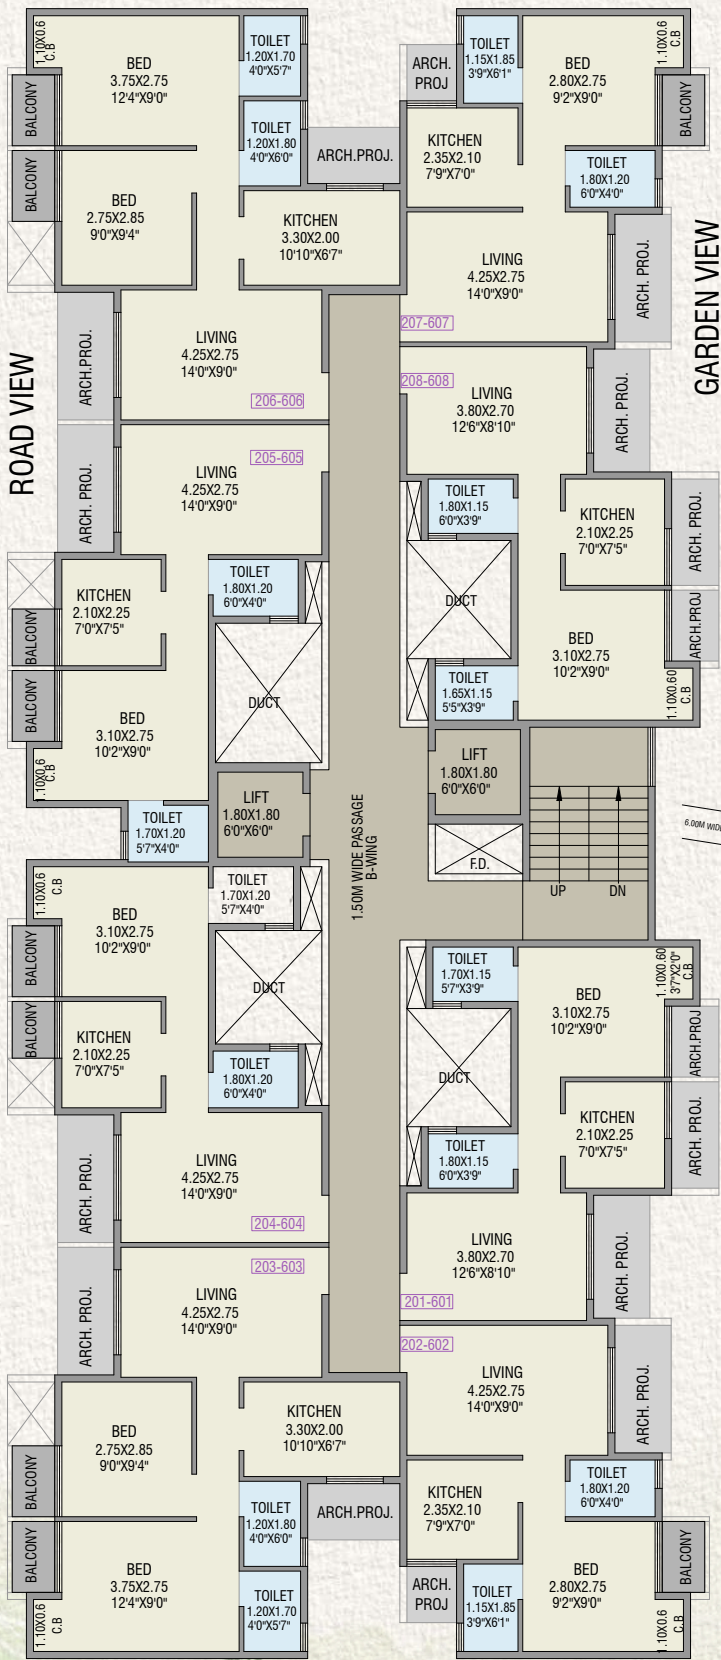 1.10X0.6
C.B
BED
3.75X2.75
12'4"X9'0"
TOILET
1.20X1.70
4'0"X5'7"
BALCONY
TOILET
1.20X1.80
4'0"X6'0"
ARCH.PROJ.
BALCONY
BED
2.75X2.85
9'0"X9'4"
KITCHEN
3.30X2.00
10'10"X6'7"
ARCH.PROJ.
LIVING
4.25X2.75
14'0"X9'0"
206-606
ROAD VIEW
TOILET
1.15X1.85
3'9"X6'1"
BED
2.80X2.75
9'2"X9'0"
1.10X0.6
C.B
ARCH.
PROJ
BALCONY
KITCHEN
2.35X2.10
7'9"X7'0"
TOILET
1.80X1.20
6'0"X4'0"
LIVING
4.25X2.75
14'0"X9'0"
ARCH. PROJ.
207-607
GARDEN VIEW
208-608
LIVING
3.80X2.70
12'6"X8'10"
ARCH. PROJ.
205-605
LIVING
4.25X2.75
14'0"X9'0"
ARCH. PROJ.
KITCHEN
2.10X2.25
7'0"X7'5"
TOILET
1.80X1.20
6'0"X4'0"
BALCONY
BALCONY
DUCT
BED
3.10X2.75
10'2"X9'0"
1.10X0.6
C.B
TOILET
1.70X1.20
5'7"X4'0"
LIFT
1.80X1.80
6'0"X6'0"
TOILET
1.80X1.15
6'0"X3'9"
KITCHEN
2.10X2.25
7'0"X7'5"
ARCH. PROJ.
DUCT
BED
3.10X2.75
10'2"X9'0"
ARCH.PROJ
TOILET
1.65X1.15
5'5"X3'9"
1.10X0.60
C.B
LIFT
1.80X1.80
6'0"X6'0"
1.50M WIDE PASSAGE
B-WING
F.D.
UP
DN
6.00M WIDE
1.10X0.6
C.B
BED
3.10X2.75
10'2"X9'0"
TOILET
1.70X1.20
5'7"X4'0"
BALCONY
DUCT
BALCONY
KITCHEN
2.10X2.25
7'0"X7'5"
TOILET
1.80X1.20
6'0"X4'0"
ARCH. PROJ.
LIVING
4.25X2.75
14'0"X9'0"
204-604
TOILET
1.70X1.15
5'7"X3'9"
BED
3.10X2.75
10'2"X9'0"
1.10X0.60
3'7"X2'0"
C.B
ARCH.PROJ
DUCT
KITCHEN
2.10X2.25
7'0"X7'5"
ARCH. PROJ.
TOILET
1.80X1.15
6'0"X3'9"
LIVING
3.80X2.70
12'6"X8'10"
ARCH. PROJ.
201-601
203-603
LIVING
4.25X2.75
14'0"X9'0"
ARCH. PROJ.
BED
2.75X2.85
9'0"X9'4"
KITCHEN
3.30X2.00
10'10"X6'7"
BALCONY
TOILET
1.20X1.80
4'0"X6'0"
ARCH.PROJ.
BALCONY
BED
3.75X2.75
12'4"X9'0"
TOILET
1.20X1.70
4'0"X5'7"
1.10X0.6
C.B
202-602
LIVING
4.25X2.75
14'0"X9'0"
ARCH. PROJ.
KITCHEN
2.35X2.10
7'9"X7'0"
TOILET
1.80X1.20
6'0"X4'0"
BALCONY
ARCH.
PROJ
TOILET
1.15X1.85
3'9"X6'1"
BED
2.80X2.75
9'2"X9'0"
1.10X0.6
C.B